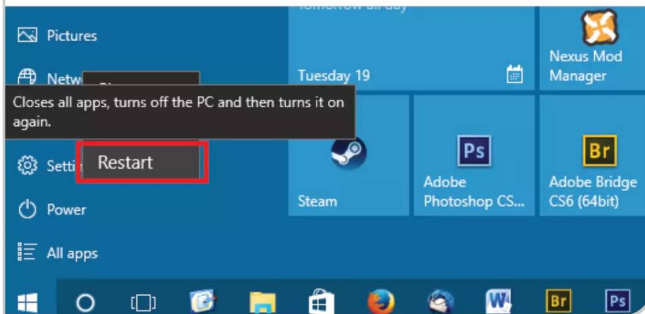 Tomorrow all day
Pictures
Nexus Mod
Manager
Netw
Tuesday 19
Closes all apps, turns off the PC and then turns it on
again.
Ps
Br
Setti
Restart
Steam
Adobe
Photoshop CS...
Adobe Bridge
CS6 (64bit)
Power
All apps
W
Br
Ps